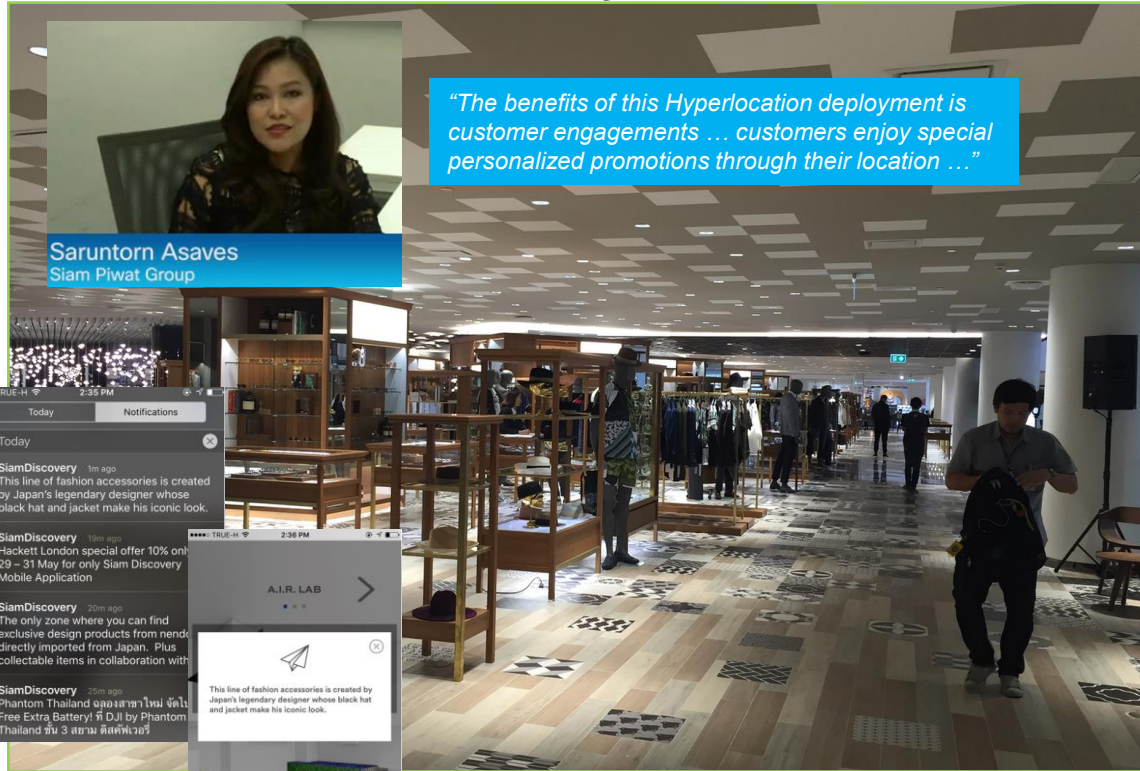 “The benefits of this Hyperlocation deployment is
customer engagements … customers enjoy special
personalized promotions through their location …”
Saruntorn Asaves
Siam Piwat Group
TRUE-H 2:35 PM
Today Notifications
Today
SiamDiscovery 1m ago
This line of fashion accessories is created
by Japan's legendary designer whose
black hat and jacket make his iconic look.
SiamDiscovery 19m ago
Hackett London special offer 10% only
29 – 31 May for only Siam Discovery
Mobile Application
SiamDiscovery 20m ago
The only zone where you can find
exclusive design products from nendo
directly imported from Japan. Plus
collectable items in collaboration with
SiamDiscovery 25m ago
Phantom Thailand ฉลองสาขาใหม่
Free Extra Battery! ที่ DJI by Phantom
Thailand ชั้น 3 สยาม ดิสคัฟเวอรี่
TRUE-H 2:36 PM
A.I.R. LAB
This line of fashion accessories is created by
Japan's legendary designer whose black hat
and jacket make his iconic look.